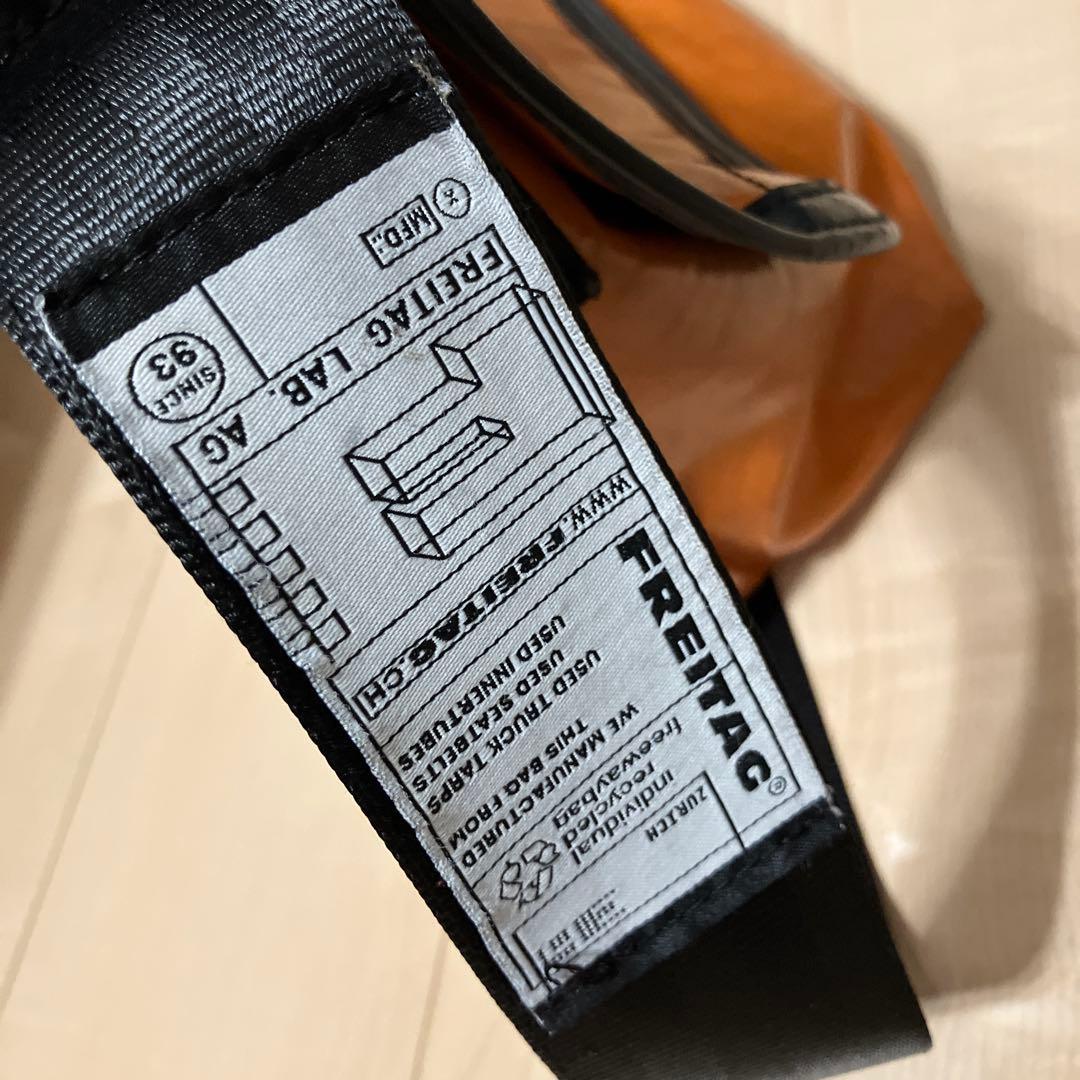 FREITAG
©
ZURICH
individual
recycled
freewaybag
WE MANUFACTURED
THIS BAG FROM
USED TRUCK TARPS
USED SEATBELTS
USED INNERTUBES
WWW.FREITAG.CH
FREITAG LAB. AG
MFD.:
SINCE
93